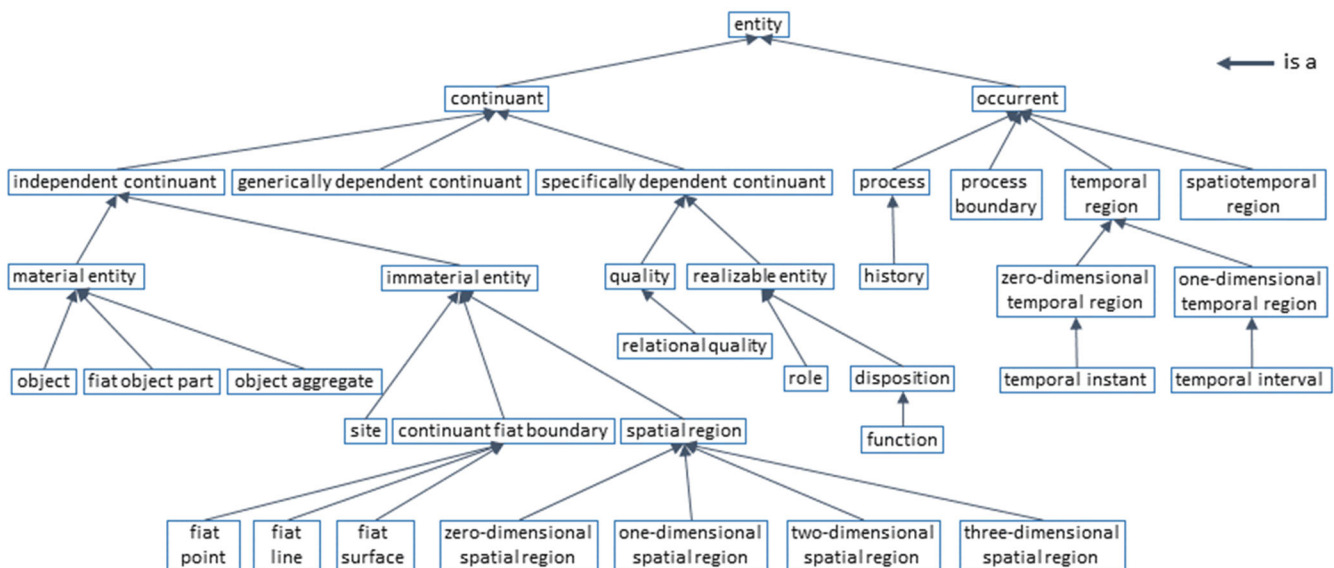 entity
is a
continuant
occurrent
independent continuant
generically dependent continuant
specifically dependent continuant
process
process
boundary
temporal
region
spatiotemporal
region
material entity
immaterial entity
quality
realizable entity
history
zero-dimensional
temporal region
one-dimensional
temporal region
relational quality
object
fiat object part
object aggregate
role
disposition
temporal instant
temporal interval
site
continuant fiat boundary
spatial region
function
fiat
point
fiat
line
fiat
surface
zero-dimensional
spatial region
one-dimensional
spatial region
two-dimensional
spatial region
three-dimensional
spatial region